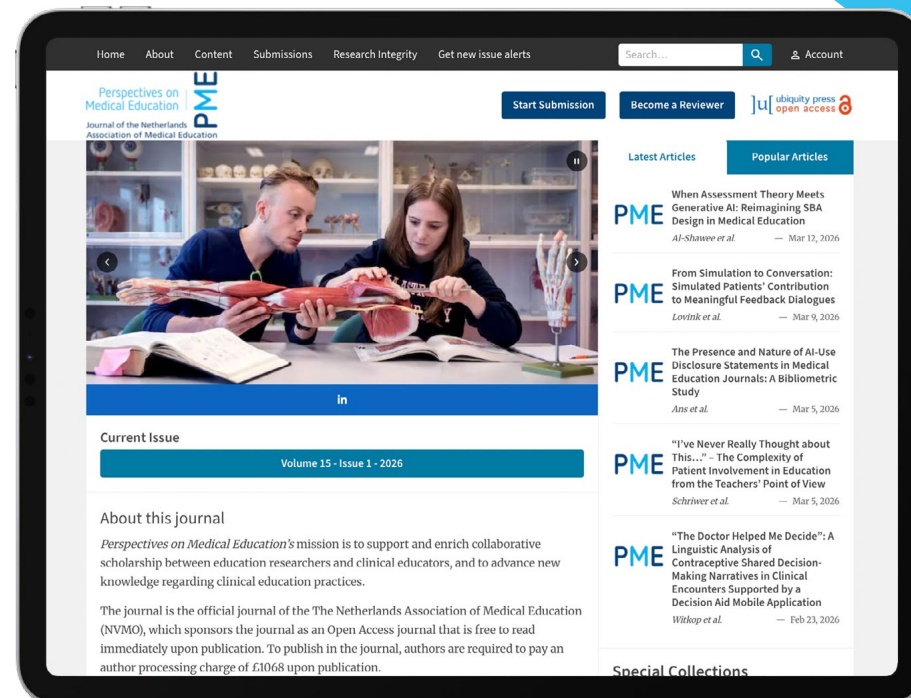 Home About Content Submissions Research Integrity Get new issue alerts Search... Account
Perspectives on
Medical Education
PME
Journal of the Netherlands
Association of Medical Education
Start Submission Become a Reviewer ]u[ ubiquity press
open access
Latest Articles Popular Articles
PME
When Assessment Theory Meets
Generative AI: Reimagining SBA
Design in Medical Education
Al-Shawee et al. — Mar 12, 2026
PME
From Simulation to Conversation:
Simulated Patients’ Contribution
to Meaningful Feedback Dialogues
Lovink et al. — Mar 9, 2026
PME
The Presence and Nature of AI-Use
Disclosure Statements in Medical
Education Journals: A Bibliometric
Study
Ans et al. — Mar 5, 2026
PME
“I’ve Never Really Thought about
This…” – The Complexity of
Patient Involvement in Education
from the Teachers’ Point of View
Schriwer et al. — Mar 5, 2026
PME
“The Doctor Helped Me Decide”: A
Linguistic Analysis of
Contraceptive Shared Decision-
Making Narratives in Clinical
Encounters Supported by a
Decision Aid Mobile Application
Witkop et al. — Feb 23, 2026
Special Collections
in
Current Issue
Volume 15 - Issue 1 - 2026
About this journal
Perspectives on Medical Education’s mission is to support and enrich collaborative
scholarship between education researchers and clinical educators, and to advance new
knowledge regarding clinical education practices.
The journal is the official journal of the The Netherlands Association of Medical Education
(NVMO), which sponsors the journal as an Open Access journal that is free to read
immediately upon publication. To publish in the journal, authors are required to pay an
author processing charge of £1068 upon publication.